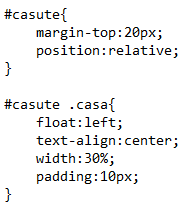 #casute{
    margin-top:20px;
    position:relative;
}

#casute .casa{
    float:left;
    text-align:center;
    width:30%;
    padding:10px;
}